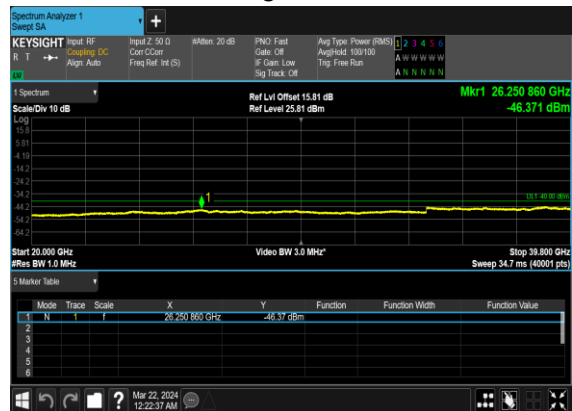 Spectrum Analyzer 1
Swept SA
KEYSIGHT Input: RF Input Z: 50 Ω #Atten: 20 dB PNO: Fast Avg Type: Power (RMS) 1 2 3 4 5 6
R T Coupling: DC Corr CCorr Gate: Off Avg|Hold: 100/100 A W W W W W
Align: Auto Freq Ref: Int (S) IF Gain: Low Trig: Free Run
LW Sig Track: Off A N N N N N
1 Spectrum Ref Lvl Offset 15.81 dB Mkr1 26.250 860 GHz
Scale/Div 10 dB Ref Level 25.81 dBm -46.371 dBm
Log
15.8
5.81
-4.19
-14.2
-24.2
-34.2
1
DL1 -40.00 dBm
-44.2
-54.2
-64.2
Start 20.000 GHz Video BW 3.0 MHz* Stop 39.800 GHz
#Res BW 1.0 MHz Sweep 34.7 ms (40001 pts)
5 Marker Table
Mode Trace Scale X Y Function Function Width Function Value
1 N 1 f 26.250 860 GHz -46.37 dBm
2
3
4
5
6
? Mar 22, 2024
12:22:37 AM